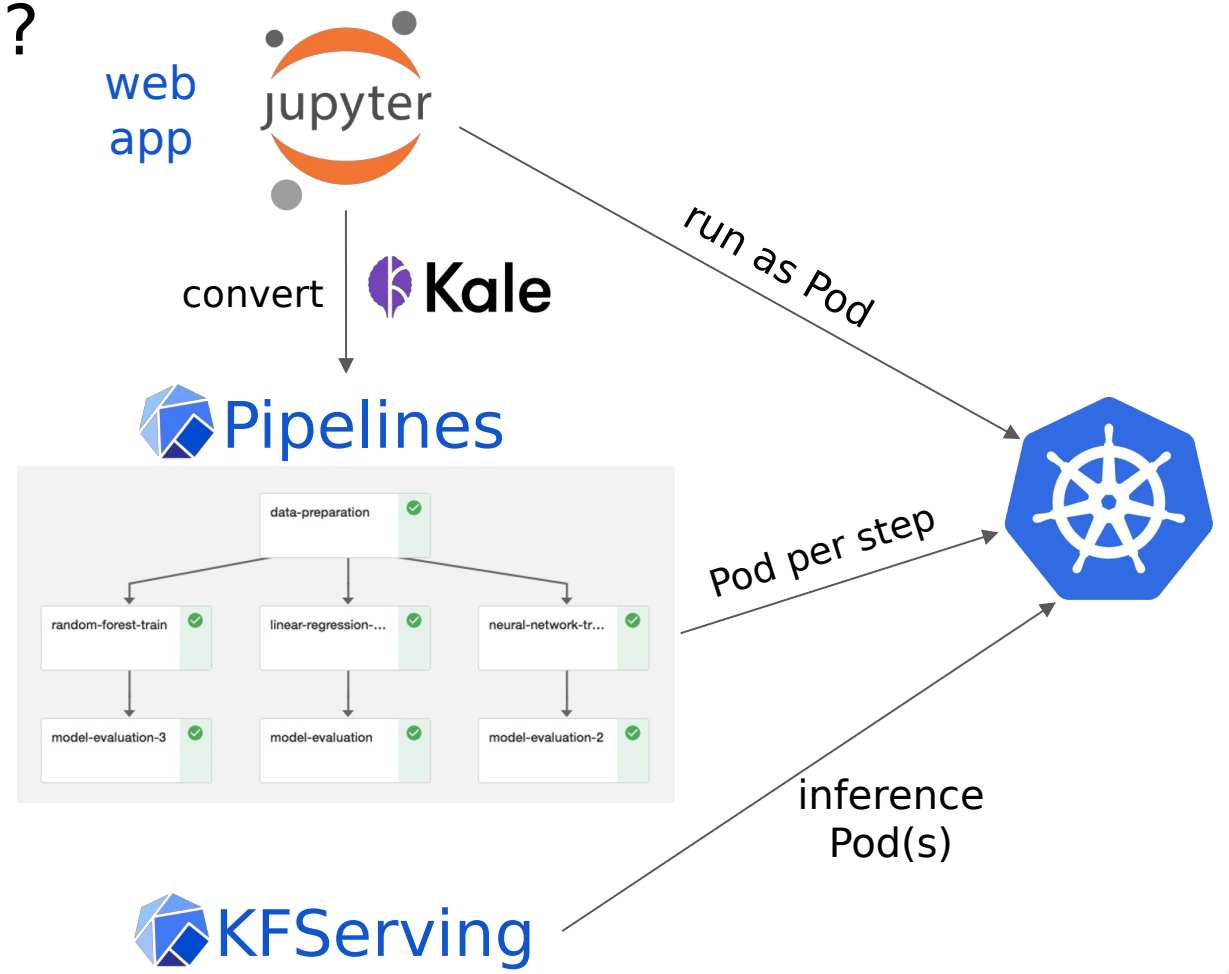 ?
web
app
jupyter
run as Pod
convert
Kale
Pipelines
data-preparation
random-forest-train
linear-regression-...
neural-network-tr...
model-evaluation-3
model-evaluation
model-evaluation-2
Pod per step
inference
Pod(s)
KFServing